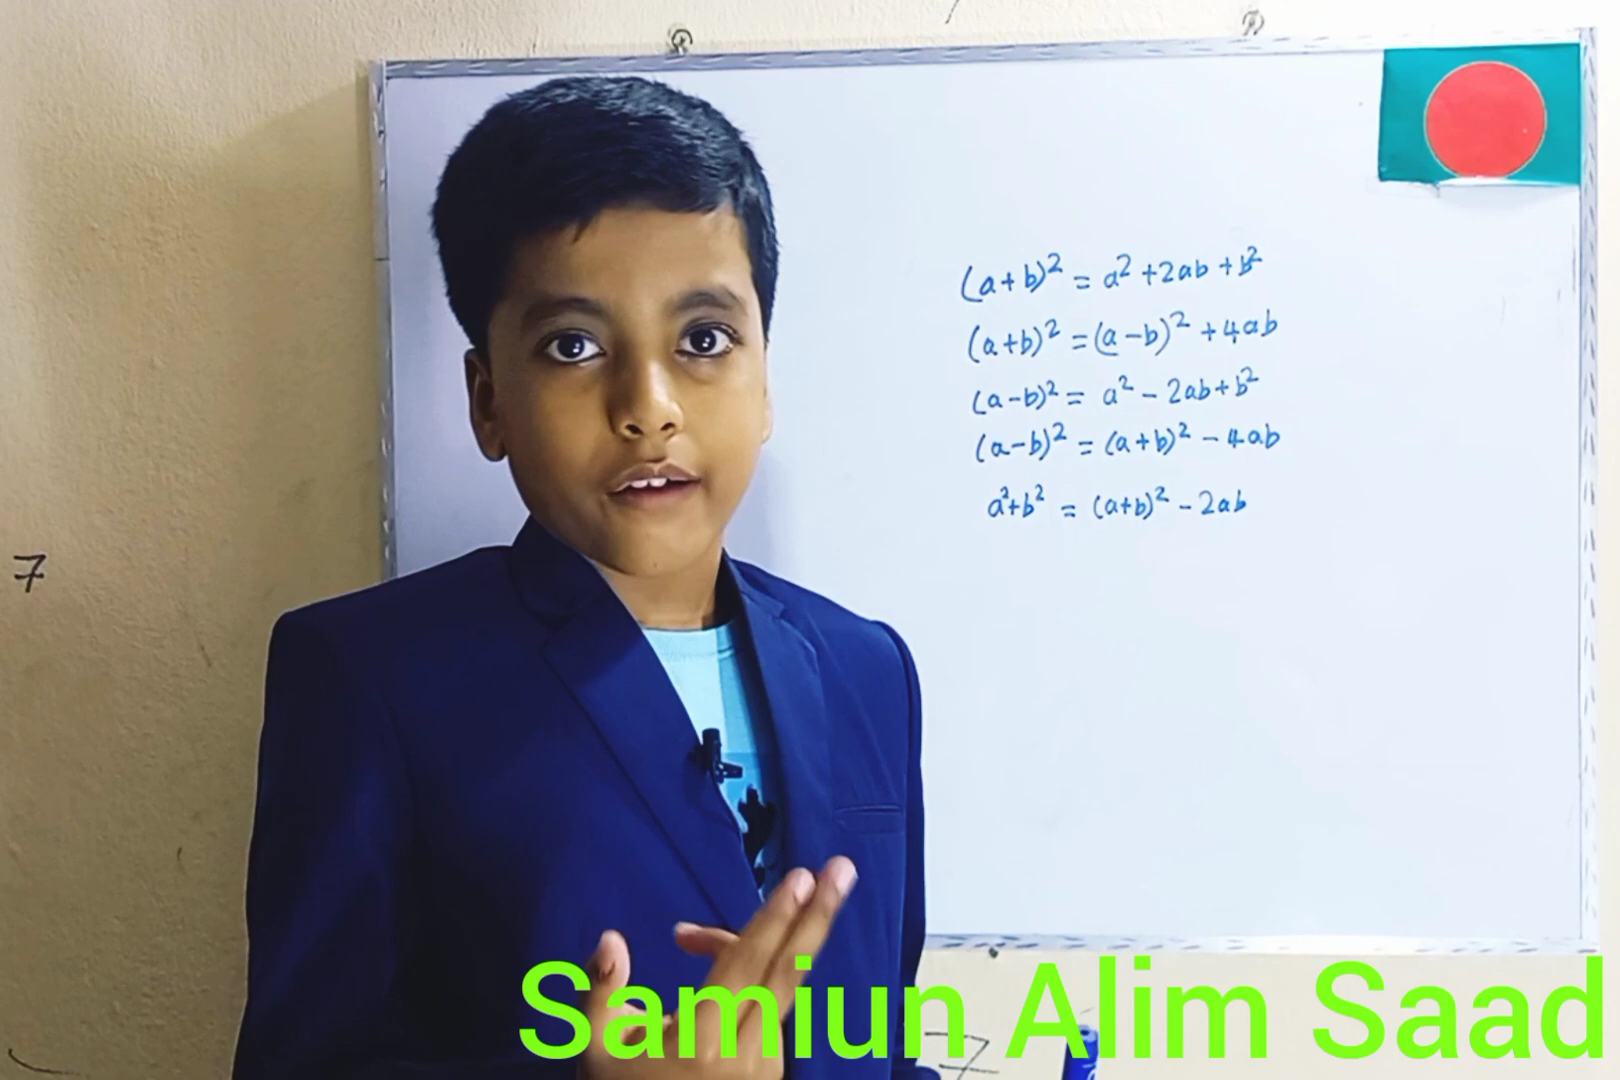 (a+b)² = a² +2ab +b²
(a+b)² = (a-b)² +4ab
(a-b)² = a² - 2ab+b²
(a-b)² = (a+b)² - 4ab
a²+b² = (a+b)² - 2ab
7
Samiun Alim Saad
7